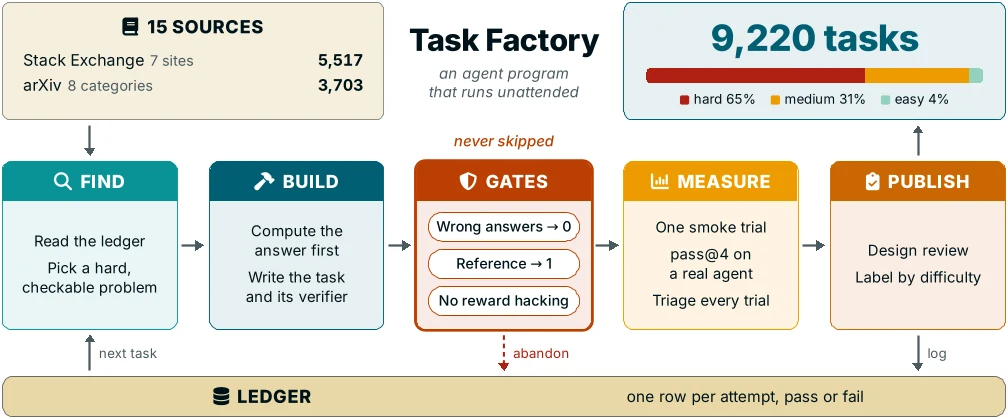 15 SOURCES
Stack Exchange 7 sites 5,517
arXiv 8 categories 3,703
Task Factory
an agent program
that runs unattended
9,220 tasks
hard 65% medium 31% easy 4%
never skipped
FIND
Read the ledger
Pick a hard,
checkable problem
BUILD
Compute the
answer first
Write the task
and its verifier
GATES
Wrong answers → 0
Reference → 1
No reward hacking
MEASURE
One smoke trial
pass@4 on
a real agent
Triage every trial
PUBLISH
Design review
Label by difficulty
next task
abandon
log
LEDGER
one row per attempt, pass or fail